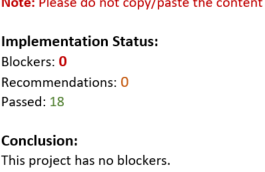 Note: Please do not copy/paste the content
Implementation Status:
Blockers: 0
Recommendations: 0
Passed: 18
Conclusion:
This project has no blockers.